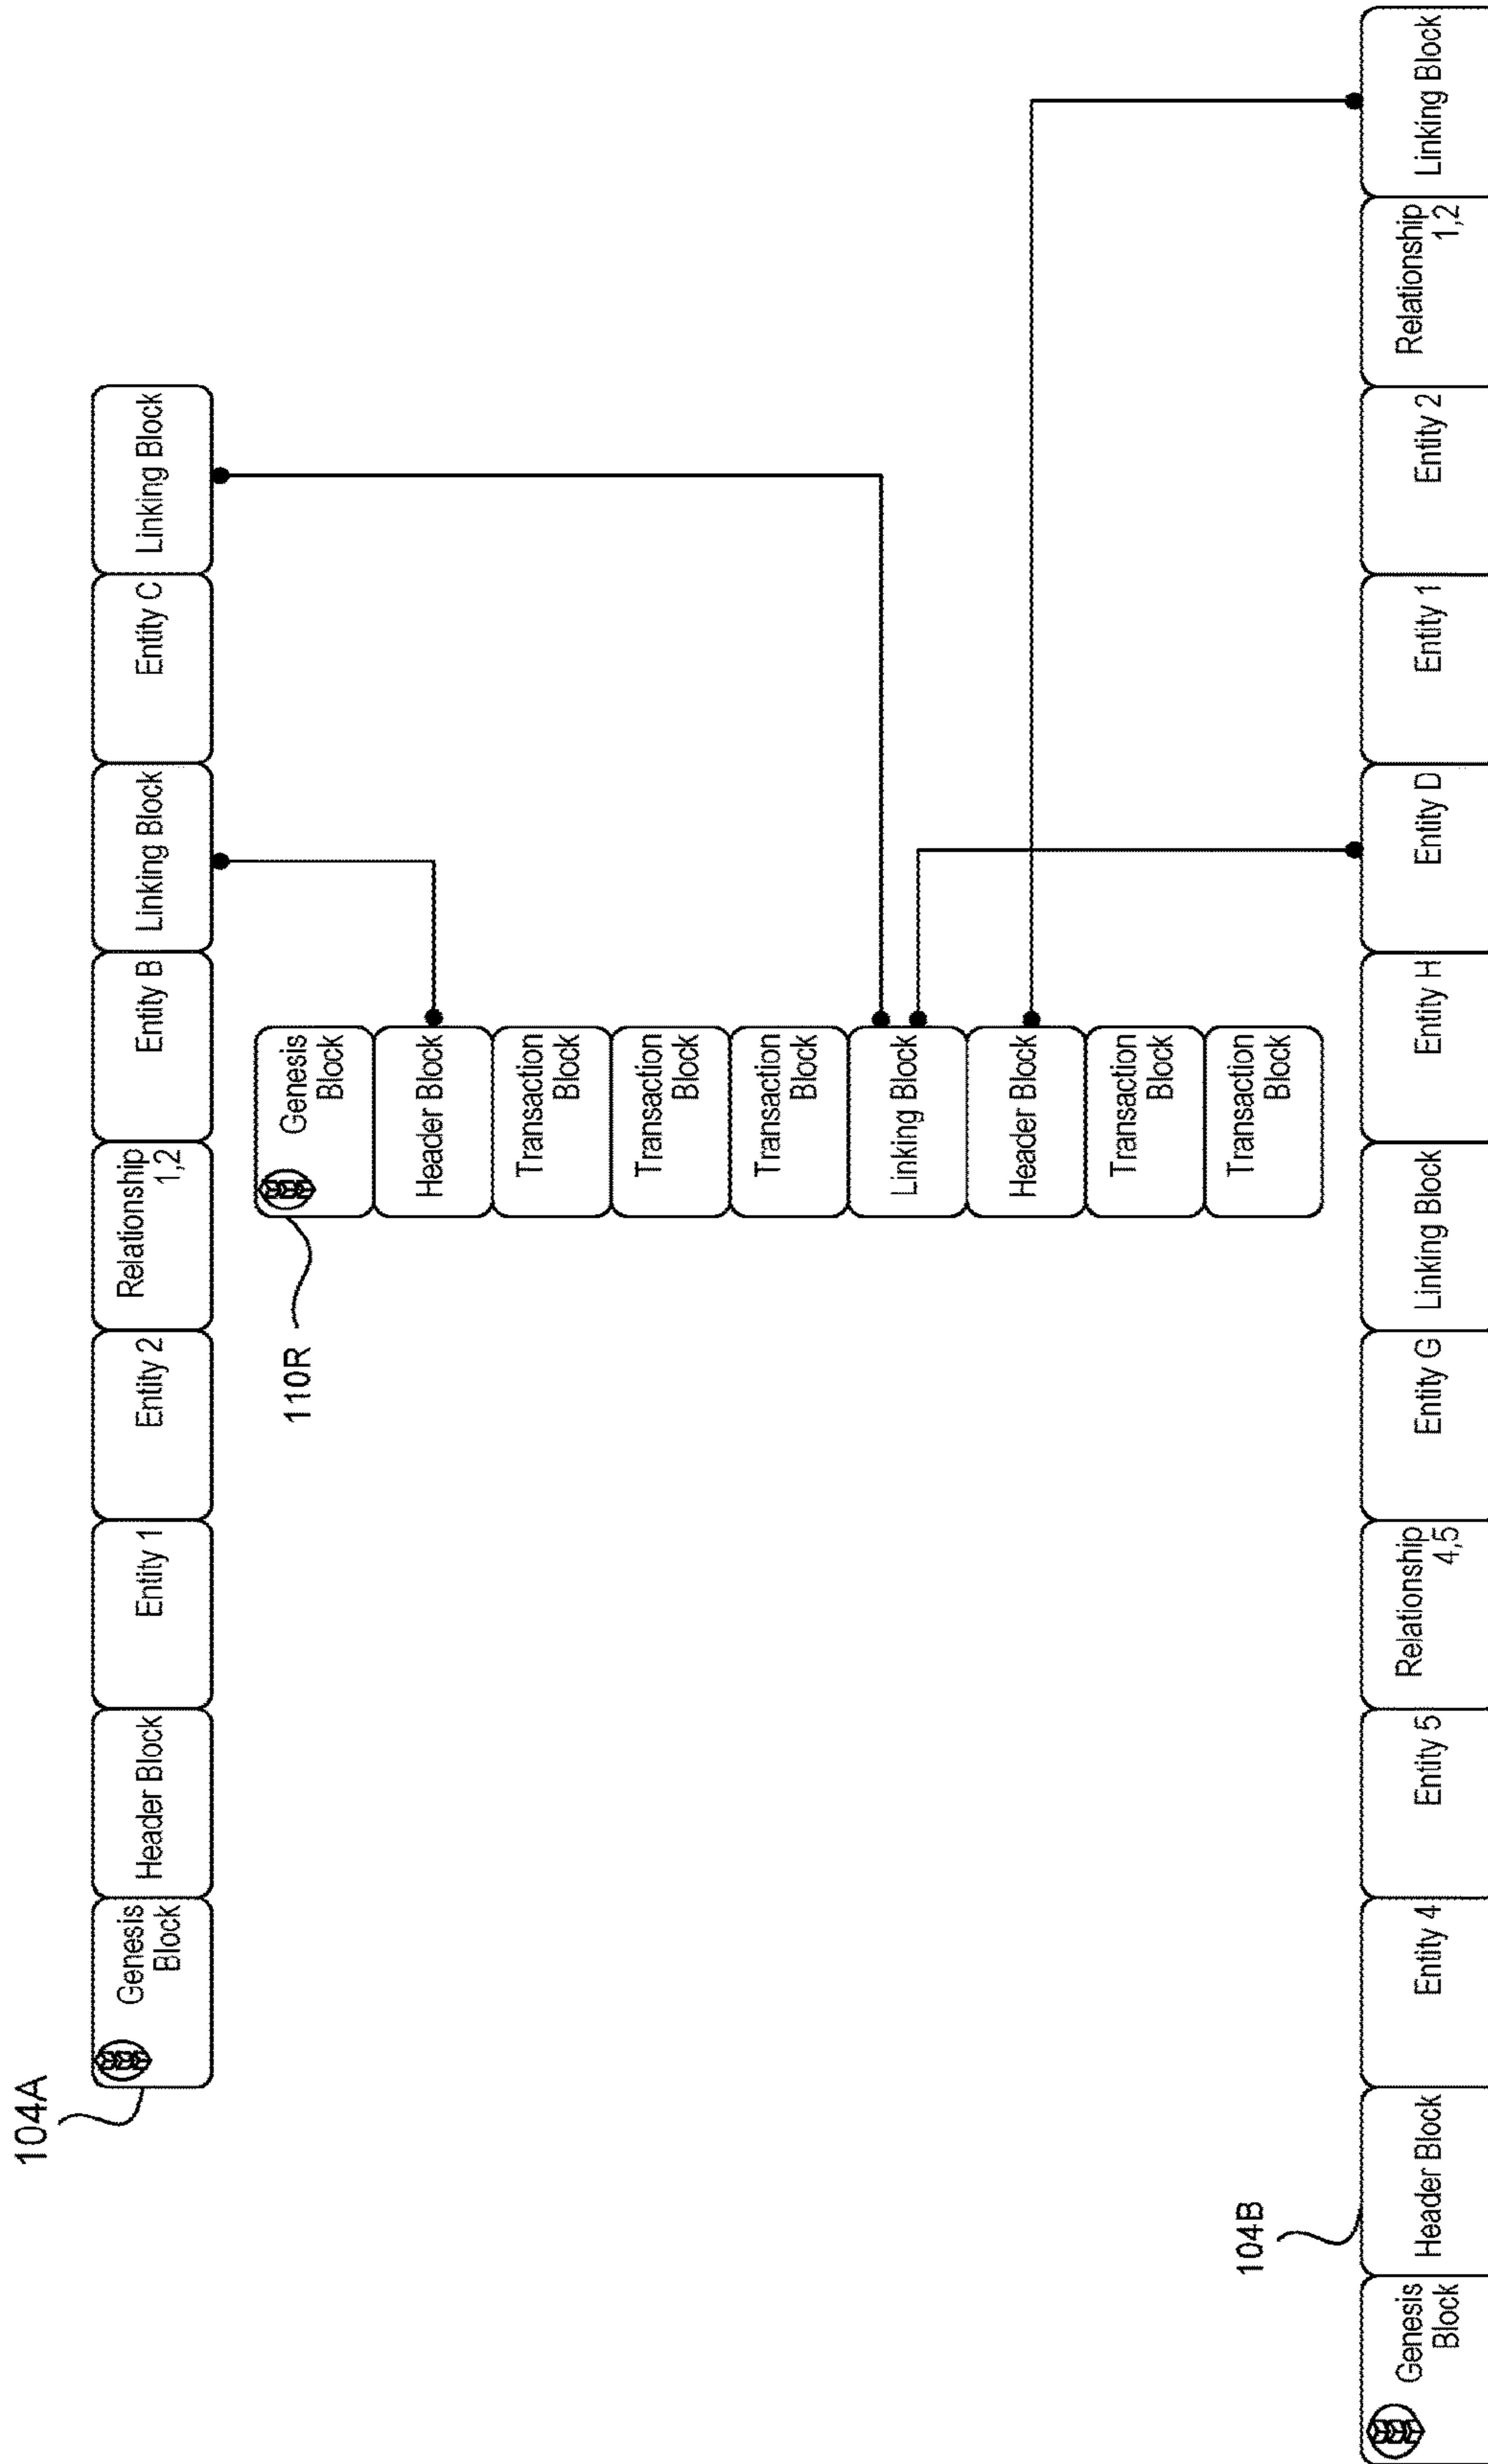 104A
Genesis
Block
Header Block
Entity 1
Entity 2
Relationship
1,2
Entity B
Linking Block
Entity C
Linking Block
110R
Genesis
Block
Header Block
Transaction
Block
Transaction
Block
Transaction
Block
Linking Block
Header Block
Transaction
Block
Transaction
Block
104B
Genesis
Block
Header Block
Entity 4
Entity 5
Relationship
4,5
Entity G
Linking Block
Entity H
Entity D
Entity 1
Entity 2
Relationship
1,2
Linking Block